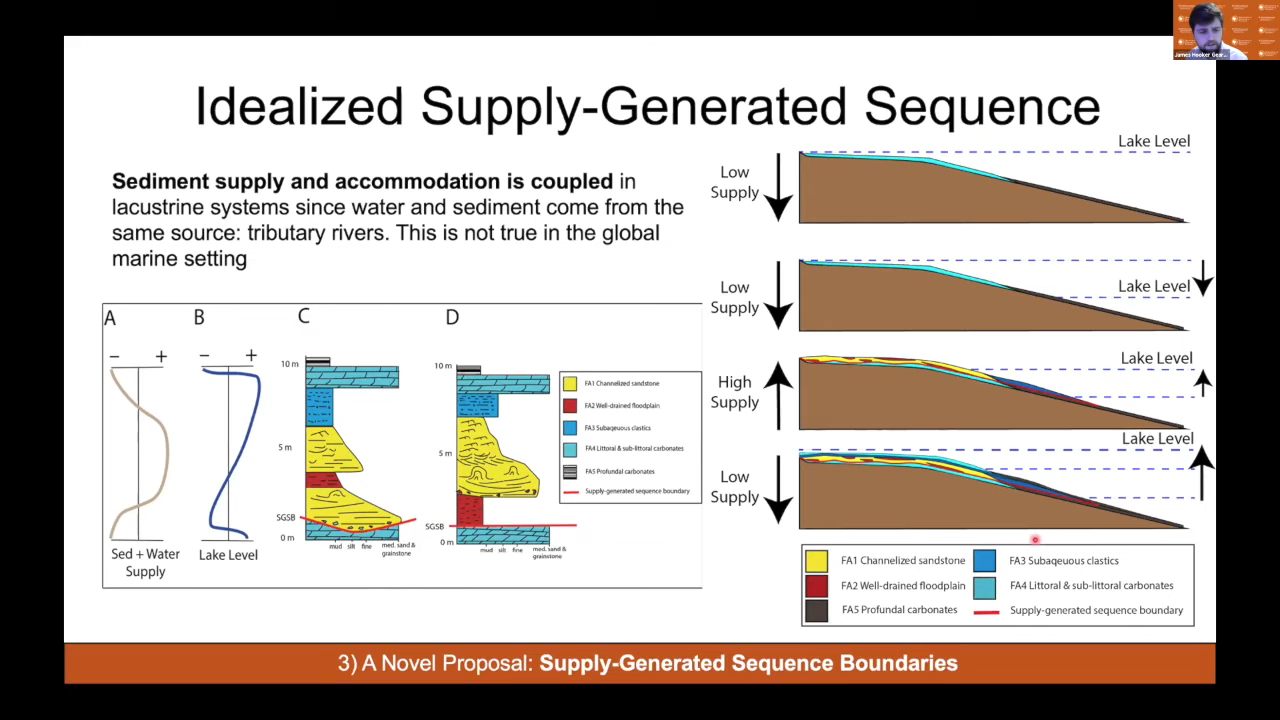 James Hooker Gear...
Idealized Supply-Generated Sequence
Sediment supply and accommodation is coupled in
lacustrine systems since water and sediment come from the
same source: tributary rivers. This is not true in the global
marine setting
A
B
C
D
− +
− +
10 m
5 m
SGSB
0 m
mud silt fine med. sand &
grainstone
10 m
5 m
SGSB
0 m
mud silt fine med. sand &
grainstone
Sed + Water
Supply
Lake Level
FA1 Channelized sandstone
FA2 Well-drained floodplain
FA3 Subaqeuous clastics
FA4 Littoral & sub-littoral carbonates
FA5 Profundal carbonates
Supply-generated sequence boundary
Lake Level
Low
Supply
Lake Level
Low
Supply
Lake Level
High
Supply
Lake Level
Low
Supply
FA1 Channelized sandstone
FA3 Subaqeuous clastics
FA2 Well-drained floodplain
FA4 Littoral & sub-littoral carbonates
FA5 Profundal carbonates
Supply-generated sequence boundary
3) A Novel Proposal: Supply-Generated Sequence Boundaries